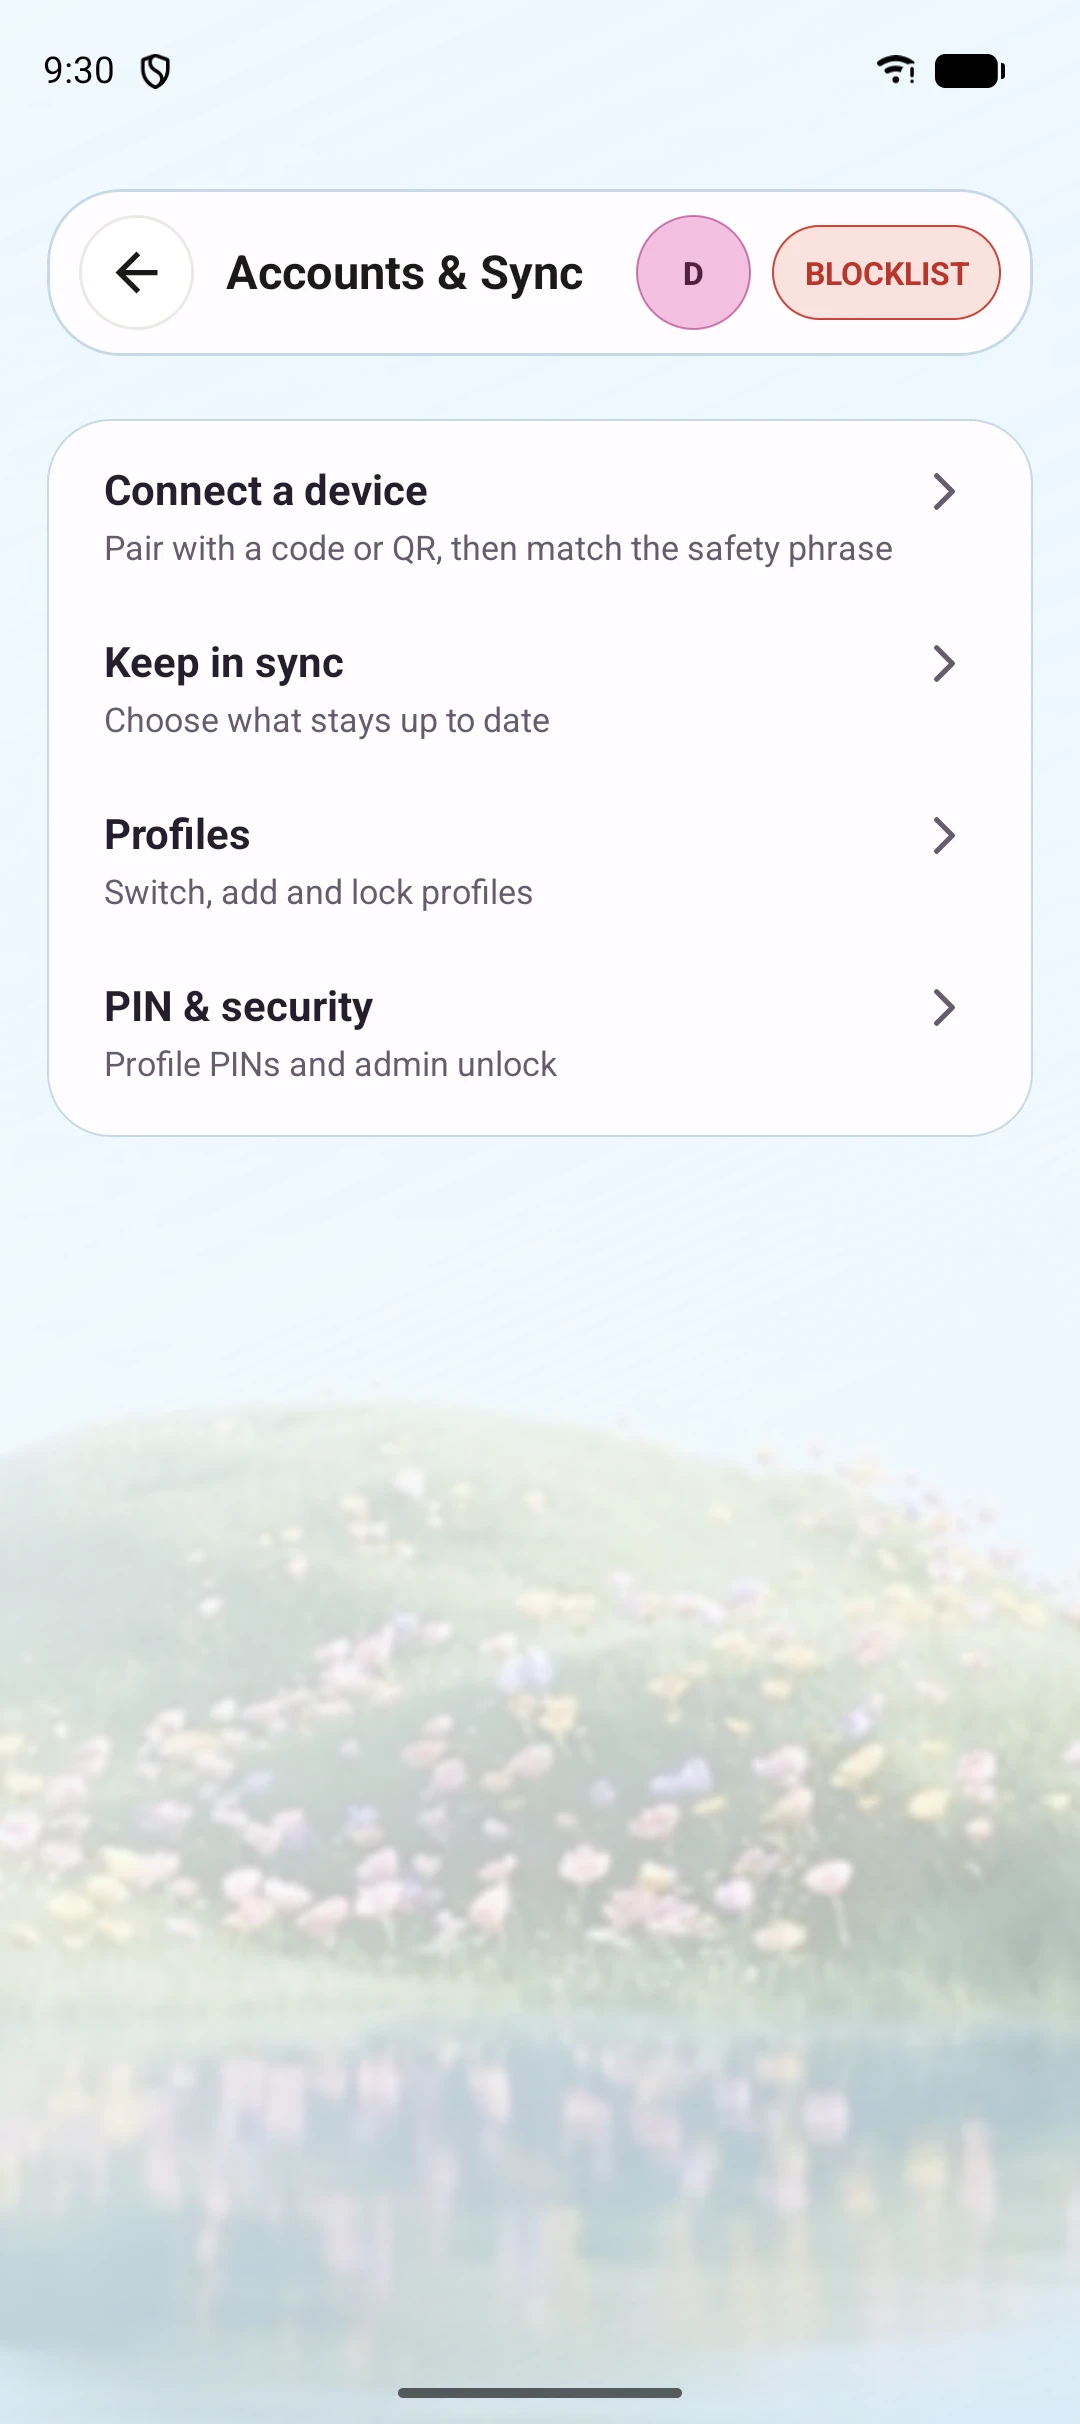 9:30
Accounts & Sync
D
BLOCKLIST
Connect a device
Pair with a code or QR, then match the safety phrase
Keep in sync
Choose what stays up to date
Profiles
Switch, add and lock profiles
PIN & security
Profile PINs and admin unlock